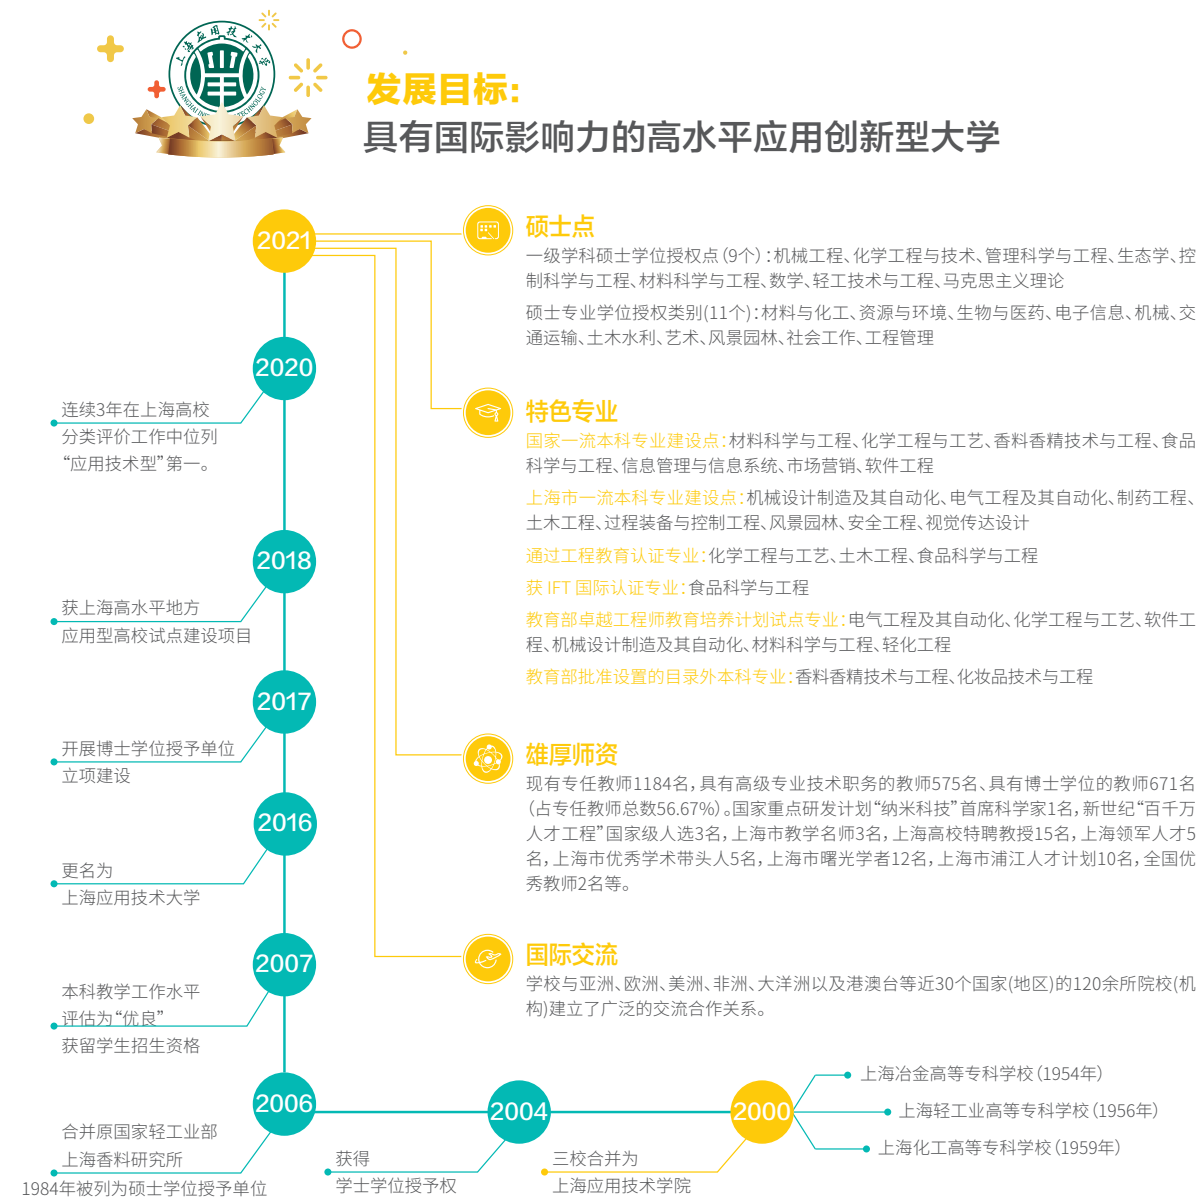 上海应用技术大学
发展目标:
具有国际影响力的高水平应用创新型大学
2021
硕士点
一级学科硕士学位授权点（9个）：机械工程、化学工程与技术、管理科学与工程、生态学、控
制科学与工程、材料科学与工程、数学、轻工技术与工程、马克思主义理论
硕士专业学位授权类别(11个)：材料与化工、资源与环境、生物与医药、电子信息、机械、交
通运输、土木水利、艺术、风景园林、社会工作、工程管理
特色专业
国家一流本科专业建设点：材料科学与工程、化学工程与工艺、香料香精技术与工程、食品
科学与工程、信息管理与信息系统、市场营销、软件工程
上海市一流本科专业建设点：机械设计制造及其自动化、电气工程及其自动化、制药工程、
土木工程、过程装备与控制工程、风景园林、安全工程、视觉传达设计
通过工程教育认证专业：化学工程与工艺、土木工程、食品科学与工程
获 IFT 国际认证专业：食品科学与工程
教育部卓越工程师教育培养计划试点专业：电气工程及其自动化、化学工程与工艺、软件工
程、机械设计制造及其自动化、材料科学与工程、轻化工程
教育部批准设置的目录外本科专业：香料香精技术与工程、化妆品技术与工程
雄厚师资
现有专任教师1184名，具有高级专业技术职务的教师575名、具有博士学位的教师671名
（占专任教师总数56.67%）。国家重点研发计划“纳米科技”首席科学家1名，新世纪“百千万
人才工程”国家级人选3名，上海市教学名师3名，上海高校特聘教授15名，上海领军人才5
名，上海市优秀学术带头人5名，上海市曙光学者12名，上海市浦江人才计划10名，全国优
秀教师2名等。
国际交流
学校与亚洲、欧洲、美洲、非洲、大洋洲以及港澳台等近30个国家(地区)的120余所院校(机
构)建立了广泛的交流合作关系。
2020
连续3年在上海高校
分类评价工作中位列
“应用技术型”第一。
2018
获上海高水平地方
应用型高校试点建设项目
2017
开展博士学位授予单位
立项建设
2016
更名为
上海应用技术大学
2007
本科教学工作水平
评估为“优良”
获留学生招生资格
2006
合并原国家轻工业部
上海香料研究所
1984年被列为硕士学位授予单位
2004
获得
学士学位授予权
2000
三校合并为
上海应用技术学院
上海冶金高等专科学校（1954年）
上海轻工业高等专科学校（1956年）
上海化工高等专科学校（1959年）